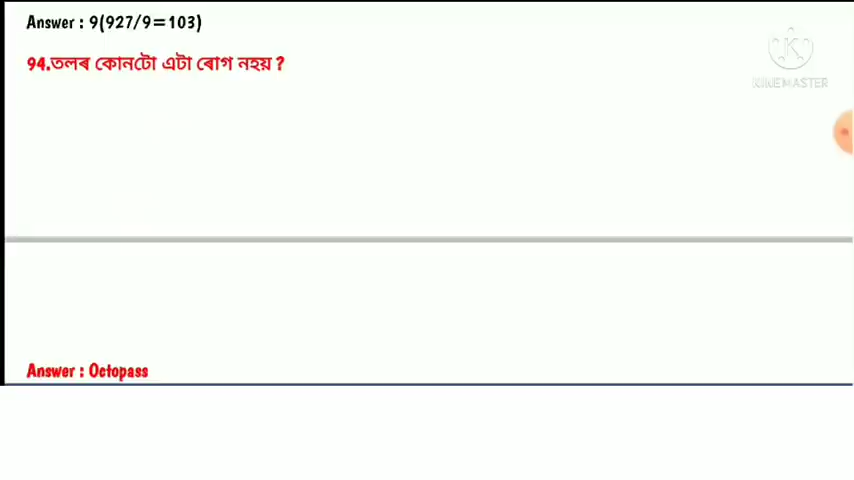 Answer : 9(927/9=103)
94.তলৰ কোনটো এটা ৰোগ নহয় ?
KINEMASTER
Answer : Octopass